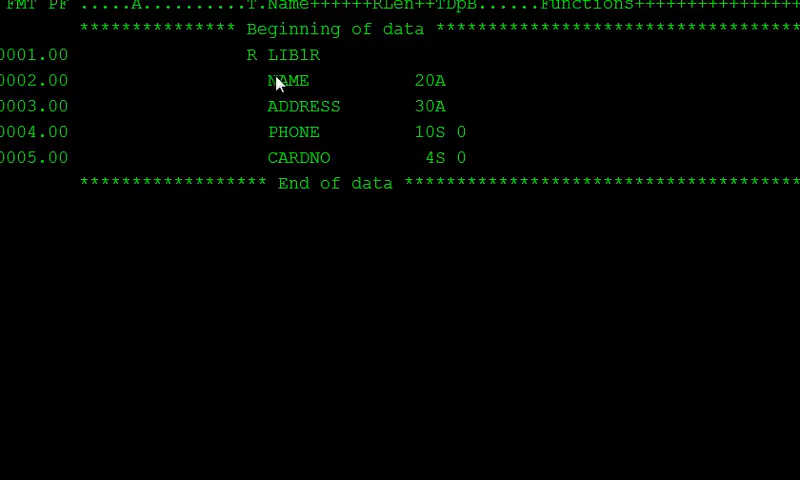 FMT PF .....A..........T.Name++++++RLen++TDpB......Functions++++++++++++++++
*************** Beginning of data ***********************************
0001.00 R LIB1R
0002.00 NAME 20A
0003.00 ADDRESS 30A
0004.00 PHONE 10S 0
0005.00 CARDNO 4S 0
****************** End of data **************************************